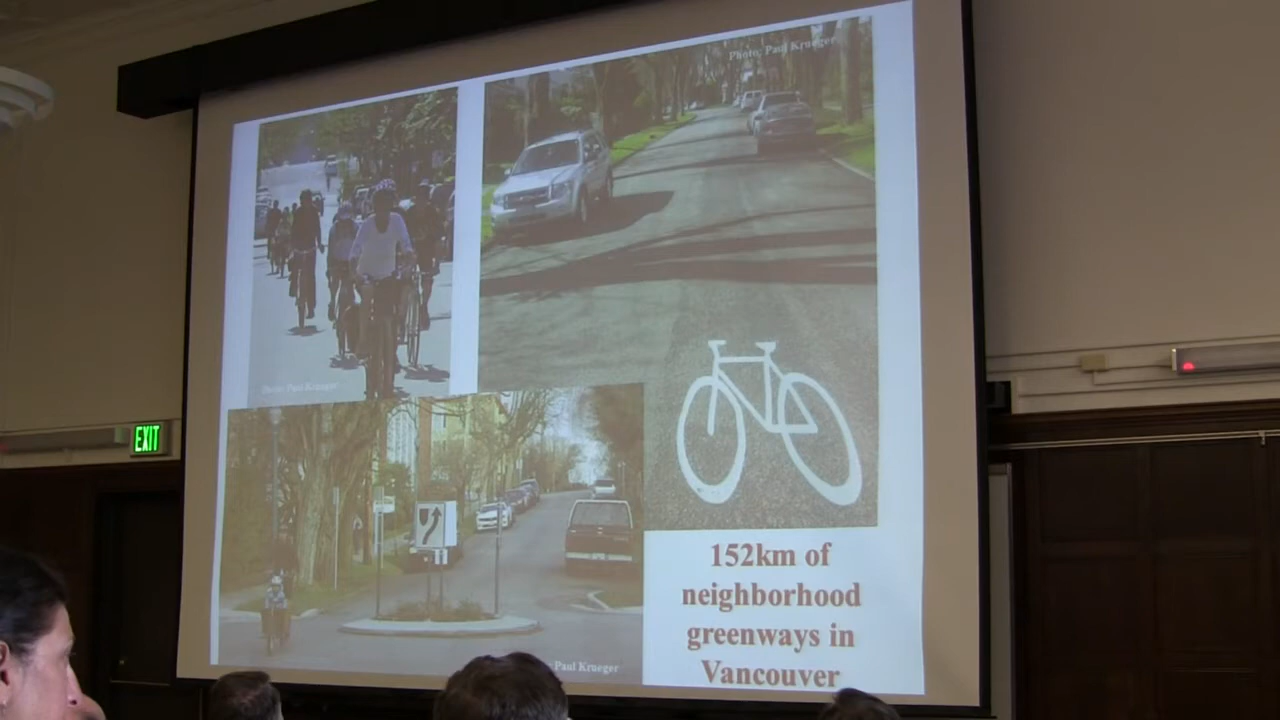 Photo: Paul Krueger
Photo: Paul Krueger
EXIT
: Paul Krueger
152km of
neighborhood
greenways in
Vancouver